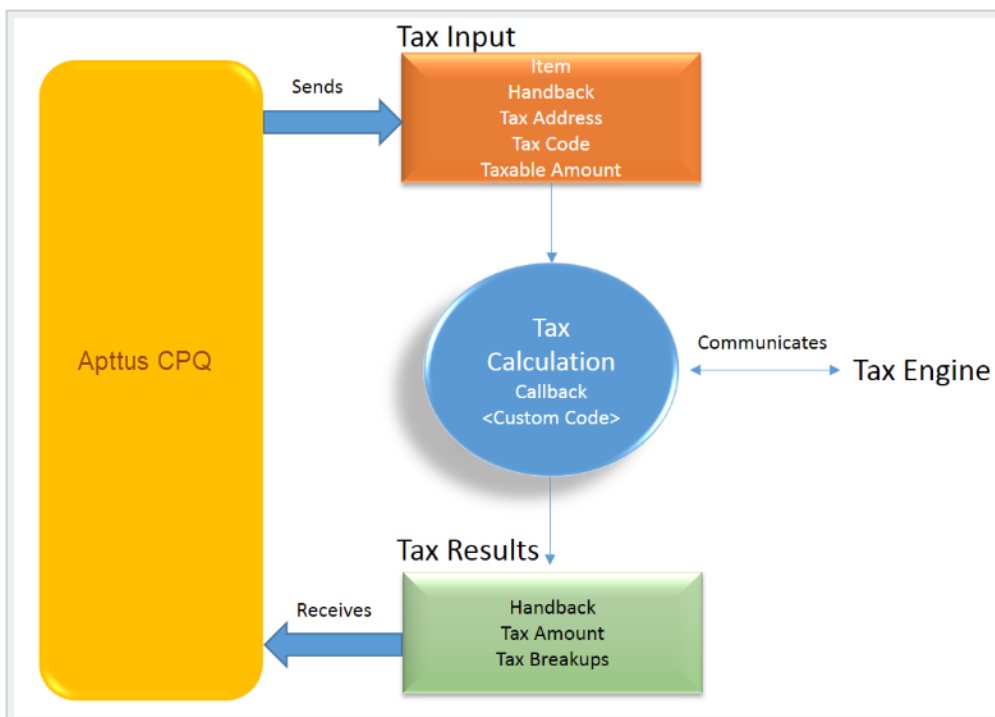 Tax Input
Sends
Item
Handback
Tax Address
Tax Code
Taxable Amount
Apttus CPQ
Tax
Calculation
Callback
<Custom Code>
Communicates
Tax Engine
Tax Results
Receives
Handback
Tax Amount
Tax Breakups